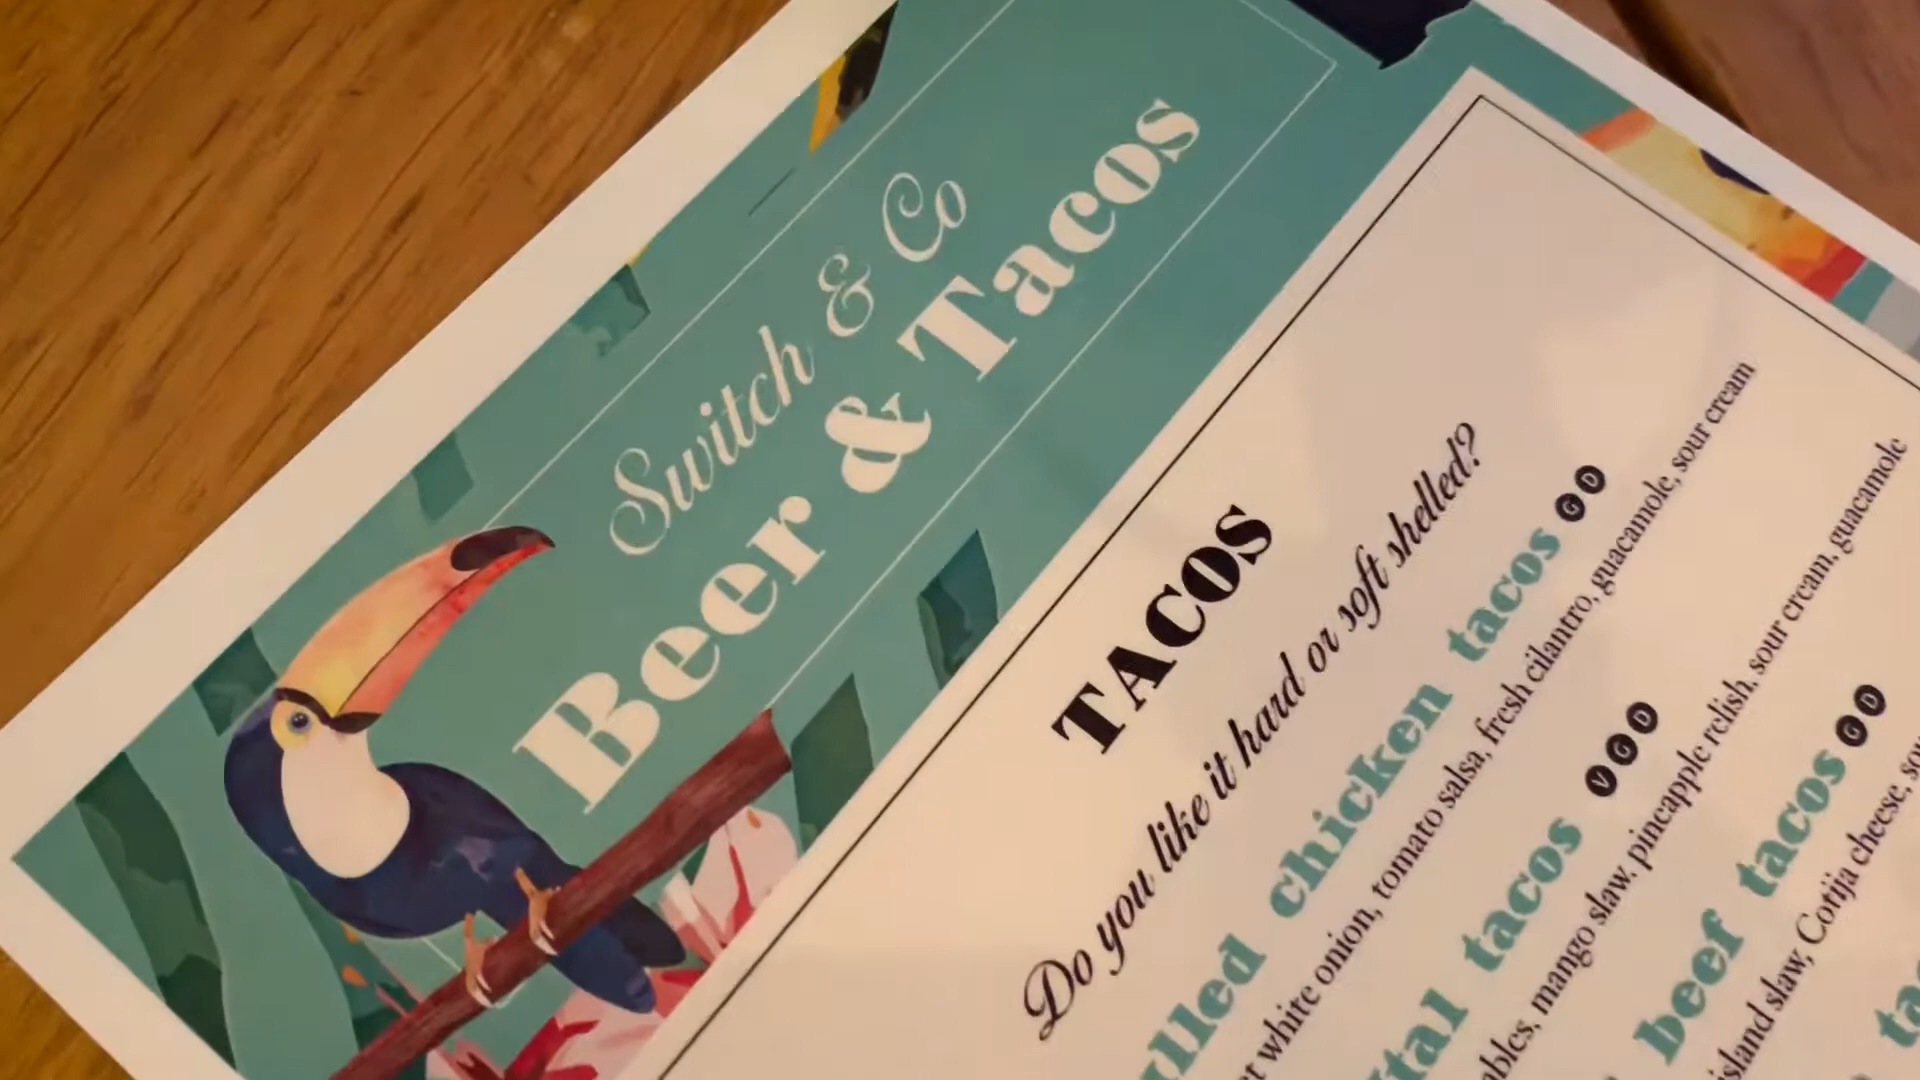 Switch & Co
Beer & Tacos
TACOS
Do you like it hard or soft shelled?
chicken tacos G D
white onion, tomato salsa, fresh cilantro, guacamole, sour cream
tacos V G D
mango slaw, pineapple relish, sour cream, guacamole
beef tacos G D
island slaw, Cotija cheese,